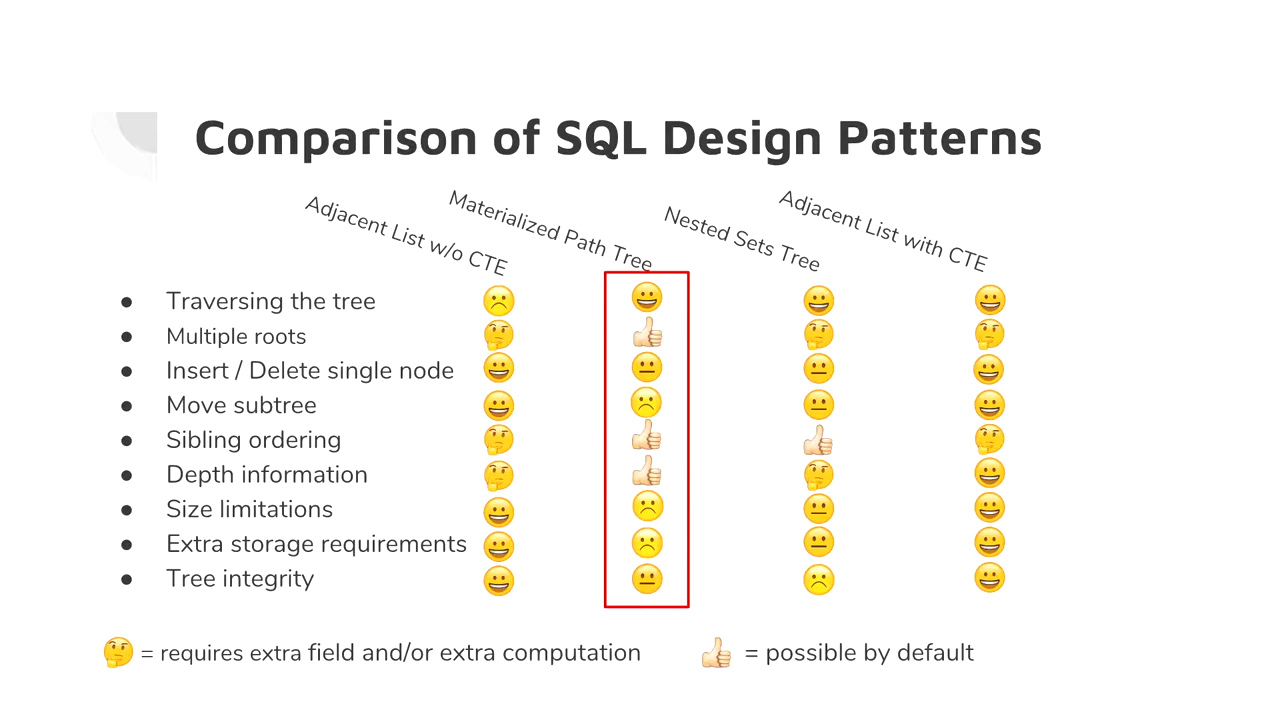 Comparison of SQL Design Patterns
Adjacent List w/o CTE
Materialized Path Tree
Nested Sets Tree
Adjacent List with CTE
● Traversing the tree ☹️ 😀 😀 😀
● Multiple roots 🤔 👍🏻 🤔 🤔
● Insert / Delete single node 😀 😐 😐 😀
● Move subtree 😀 ☹️ 😐 😀
● Sibling ordering 🤔 👍🏻 👍🏻 🤔
● Depth information 🤔 👍🏻 🤔 😀
● Size limitations 😀 ☹️ 😐 😀
● Extra storage requirements 😀 ☹️ 😐 😀
● Tree integrity 😀 😐 ☹️ 😀
🤔 = requires extra field and/or extra computation 👍🏻 = possible by default